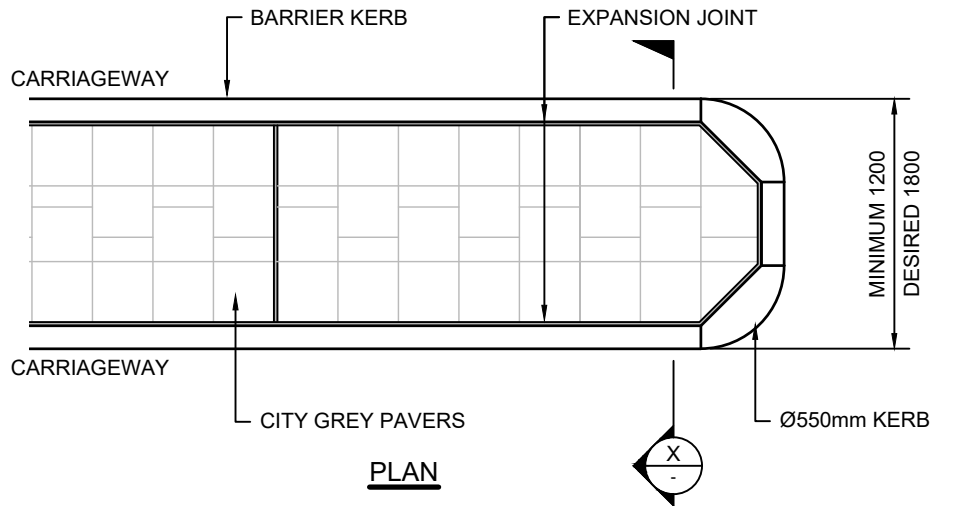 BARRIER KERB
EXPANSION JOINT
CARRIAGEWAY
MINIMUM 1200
DESIRED 1800
CARRIAGEWAY
CITY GREY PAVERS
Ø550mm KERB
PLAN
X
-